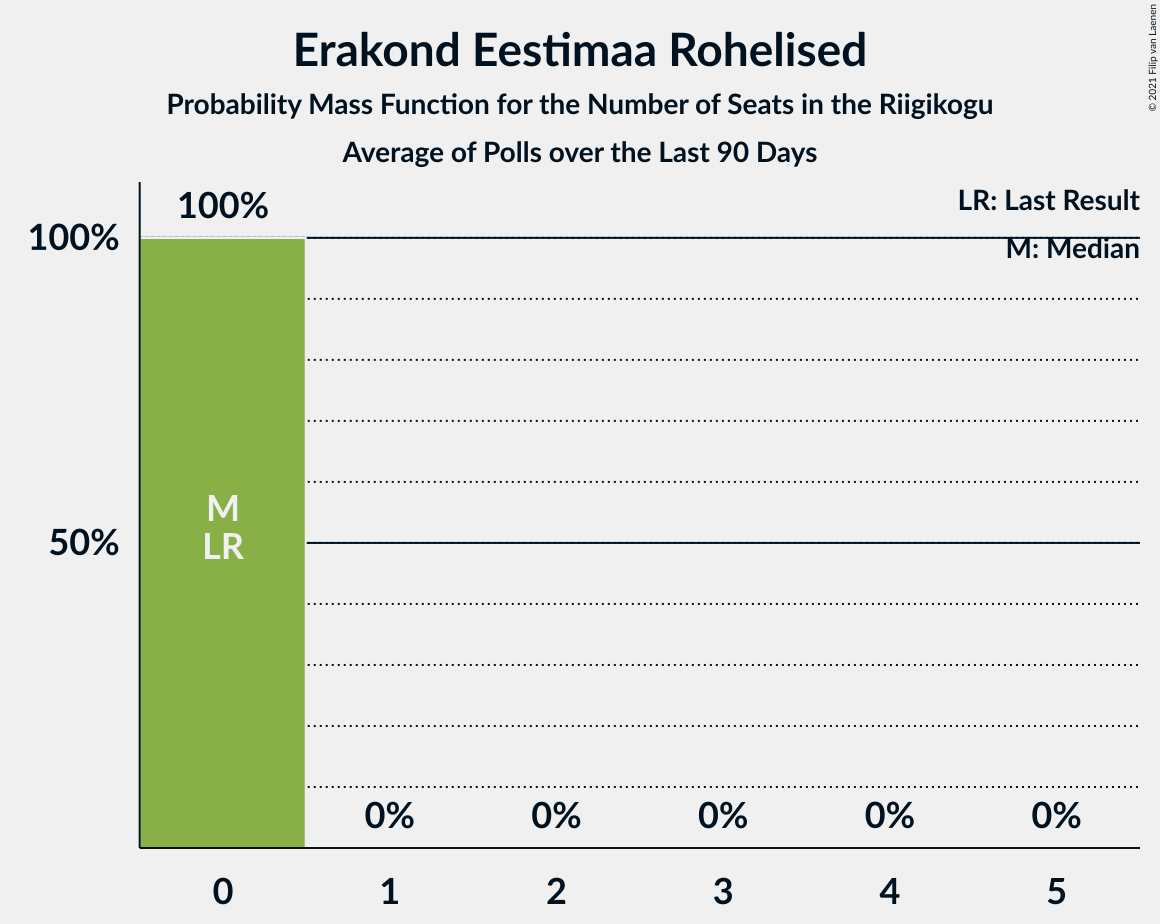 Erakond Eestimaa Rohelised
Probability Mass Function for the Number of Seats in the Riigikogu
Average of Polls over the Last 90 Days
© 2021 Filip van Laenen
LR: Last Result
M: Median
100%
100%
50%
M
LR
0% 0% 0% 0% 0%
0 1 2 3 4 5